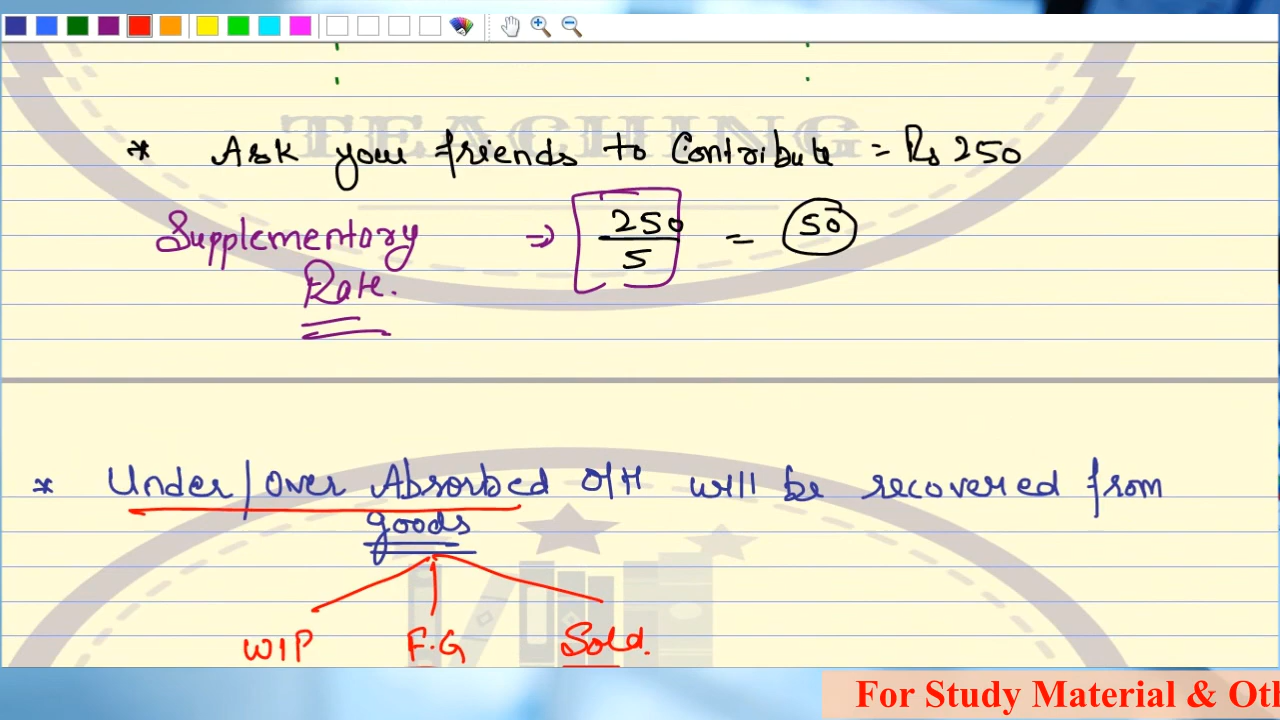 TEACHING
* Ask your friends to Contribute = Rs 250
Supplementory ⇒ 250/5 = 50
Rate.
* Under/Over Absorbed O/H will be recovered from
goods
WIP F.G Sold.
For Study Material & Oth